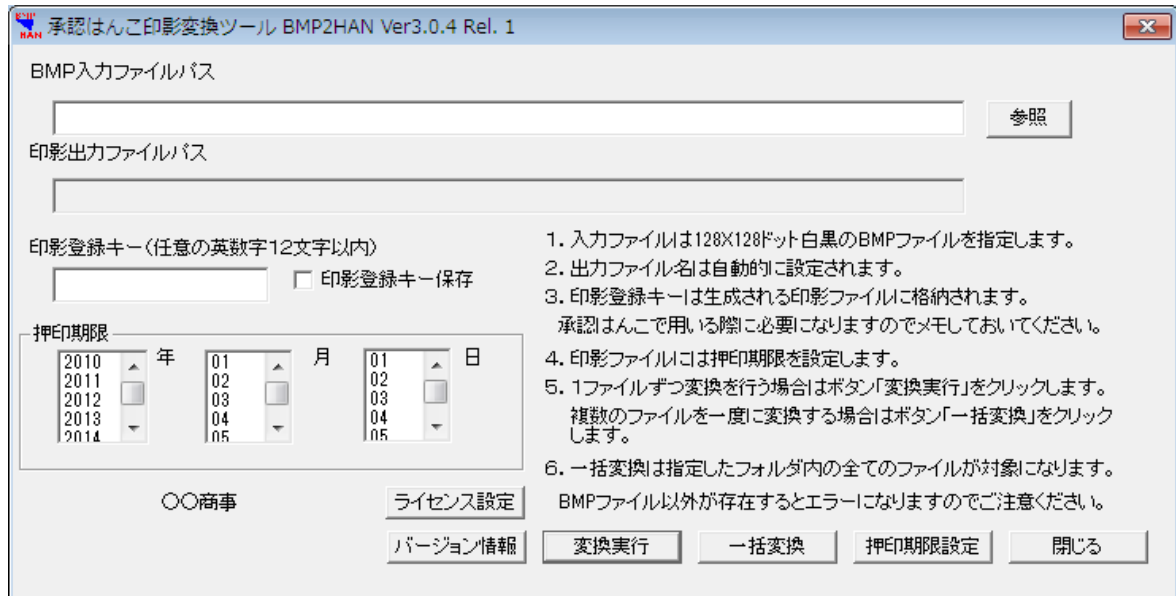 BMP HAN 承認はんこ印影変換ツール BMP2HAN Ver3.0.4 Rel. 1
BMP入力ファイルパス
参照
印影出力ファイルパス
印影登録キー(任意の英数字12文字以内)
印影登録キー保存
押印期限
2010
2011
2012
2013
2014
年
01
02
03
04
05
月
01
02
03
04
05
日
1. 入力ファイルは128X128ドット白黒のBMPファイルを指定します。
2. 出力ファイル名は自動的に設定されます。
3. 印影登録キーは生成される印影ファイルに格納されます。
承認はんこで用いる際に必要になりますのでメモしておいてください。
4. 印影ファイルには押印期限を設定します。
5. 1ファイルずつ変換を行う場合はボタン「変換実行」をクリックします。
複数のファイルを一度に変換する場合はボタン「一括変換」をクリック
します。
6. 一括変換は指定したフォルダ内の全てのファイルが対象になります。
BMPファイル以外が存在するとエラーになりますのでご注意ください。
〇〇商事
ライセンス設定
バージョン情報
変換実行
一括変換
押印期限設定
閉じる